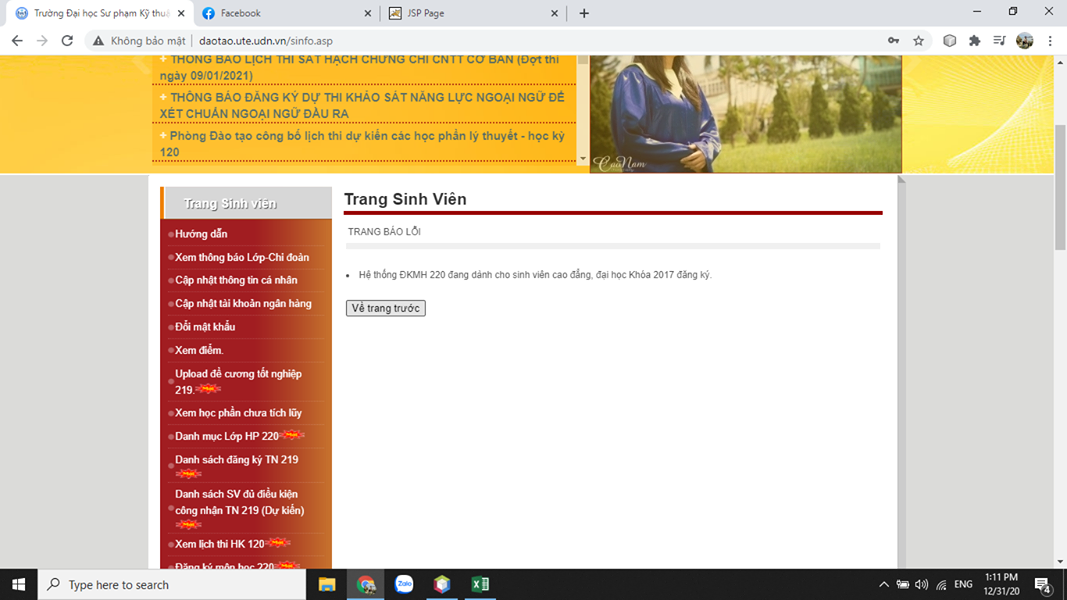 Trường Đại học Sư phạm Kỹ thuậ
Facebook
JSP Page
Không bảo mật
daotao.ute.udn.vn/sinfo.asp
+ THÔNG BÁO LỊCH THI SÁT HẠCH CHỨNG CHỈ CNTT CƠ BẢN (Đợt thi
ngày 09/01/2021)
+ THÔNG BÁO ĐĂNG KÝ DỰ THI KHẢO SÁT NĂNG LỰC NGOẠI NGỮ ĐỂ
XÉT CHUẨN NGOẠI NGỮ ĐẦU RA
+ Phòng Đào tạo công bố lịch thi dự kiến các học phần lý thuyết - học kỳ
120
CaoNam
Trang Sinh viên
Hướng dẫn
Xem thông báo Lớp-Chi đoàn
Cập nhật thông tin cá nhân
Cập nhật tài khoản ngân hàng
Đổi mật khẩu
Xem điểm.
Upload đề cương tốt nghiệp
219.
Xem học phần chưa tích lũy
Danh mục Lớp HP 220
Danh sách đăng ký TN 219
Danh sách SV đủ điều kiện
công nhận TN 219 (Dự kiến)
Xem lịch thi HK 120
Đăng ký môn học 220
Trang Sinh Viên
TRANG BÁO LỖI
Hệ thống ĐKMH 220 đang dành cho sinh viên cao đẳng, đại học Khóa 2017 đăng ký.
Về trang trước
Type here to search
Zalo
ENG
1:11 PM
12/31/20
4